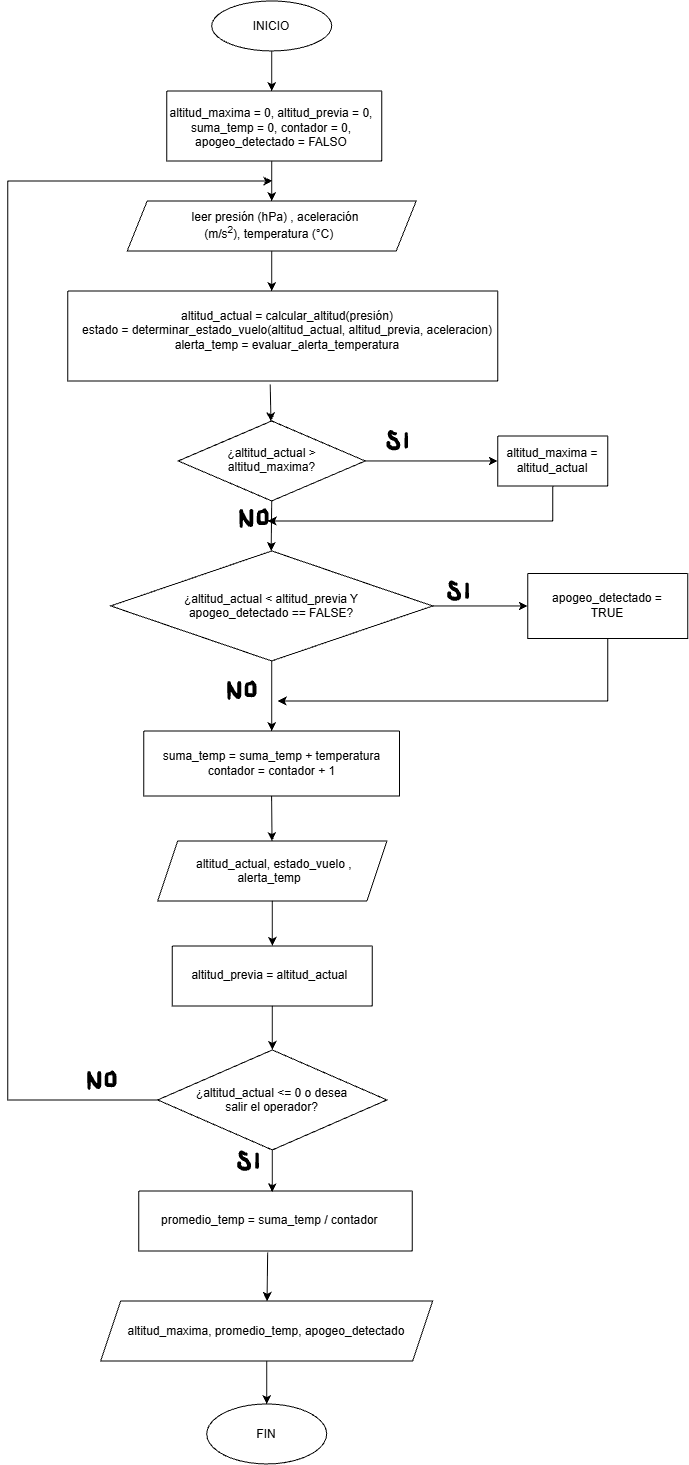 INICIO
altitud_maxima = 0, altitud_previa = 0,
suma_temp = 0, contador = 0,
apogeo_detectado = FALSO
leer presión (hPa) , aceleración
(m/s²), temperatura (°C)
altitud_actual = calcular_altitud(presión)
estado = determinar_estado_vuelo(altitud_actual, altitud_previa, aceleracion)
alerta_temp = evaluar_alerta_temperatura
¿altitud_actual >
altitud_maxima?
SI
altitud_maxima =
altitud_actual
NO
¿altitud_actual < altitud_previa Y
apogeo_detectado == FALSE?
SI
apogeo_detectado =
TRUE
NO
suma_temp = suma_temp + temperatura
contador = contador + 1
altitud_actual, estado_vuelo ,
alerta_temp
altitud_previa = altitud_actual
¿altitud_actual <= 0 o desea
salir el operador?
NO
SI
promedio_temp = suma_temp / contador
altitud_maxima, promedio_temp, apogeo_detectado
FIN